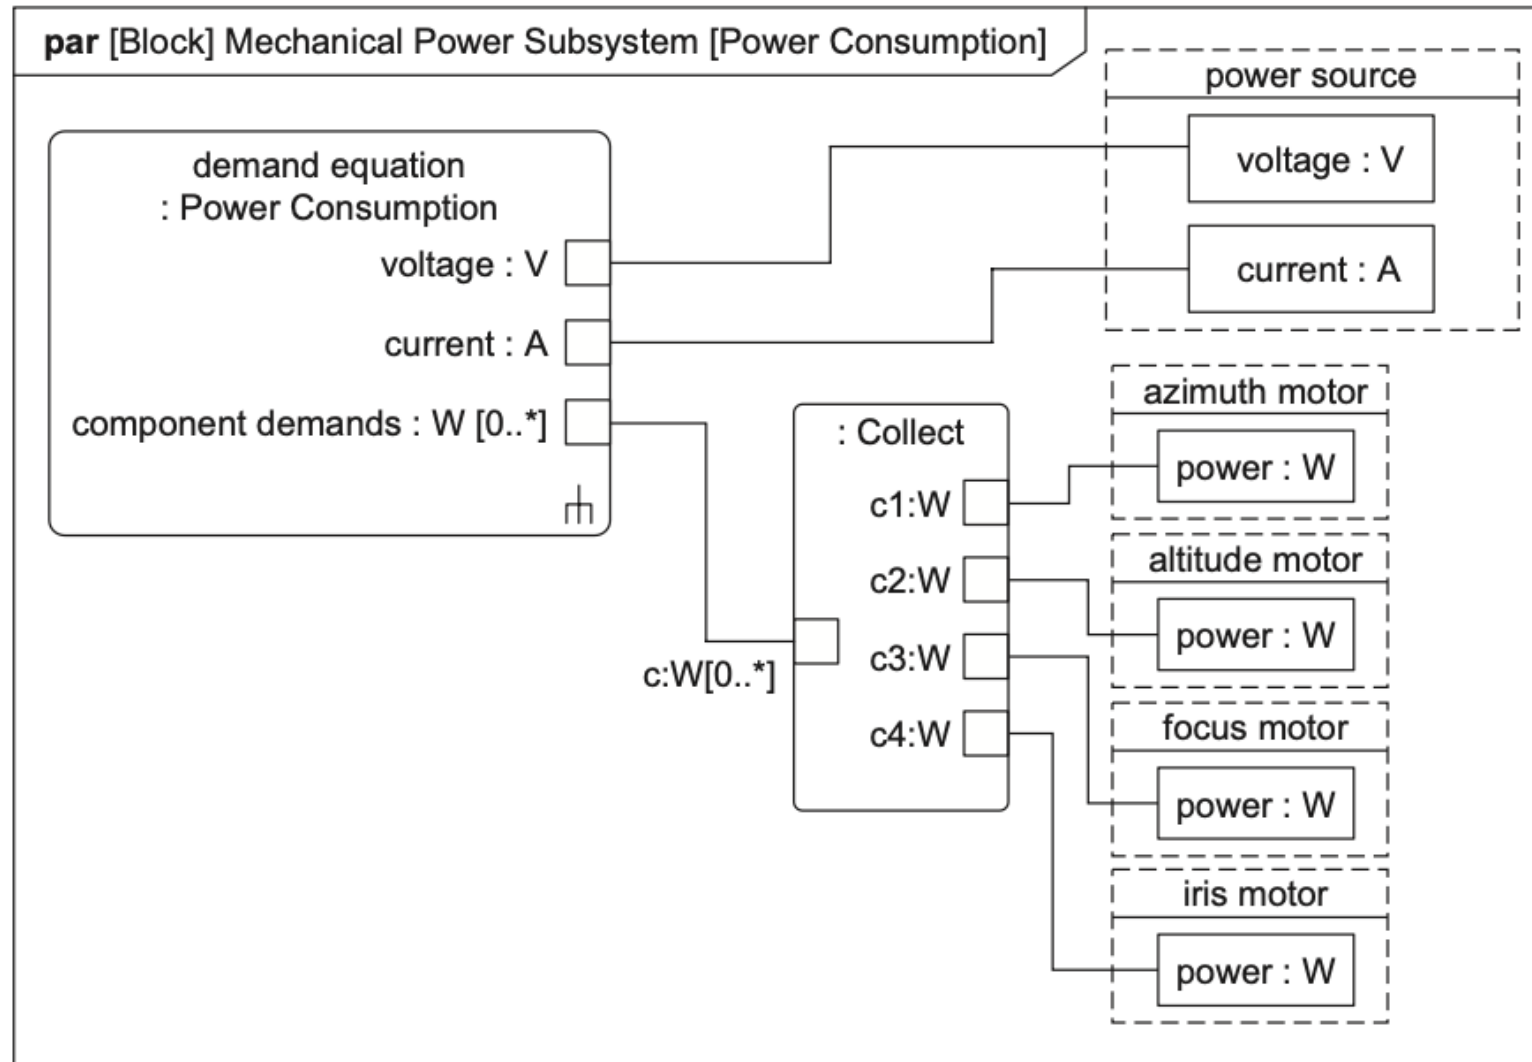 par [Block] Mechanical Power Subsystem [Power Consumption]
power source
voltage : V
current : A
demand equation
: Power Consumption
voltage : V
current : A
component demands : W [0..*]
: Collect
c1:W
c2:W
c3:W
c4:W
c:W[0..*]
azimuth motor
power : W
altitude motor
power : W
focus motor
power : W
iris motor
power : W